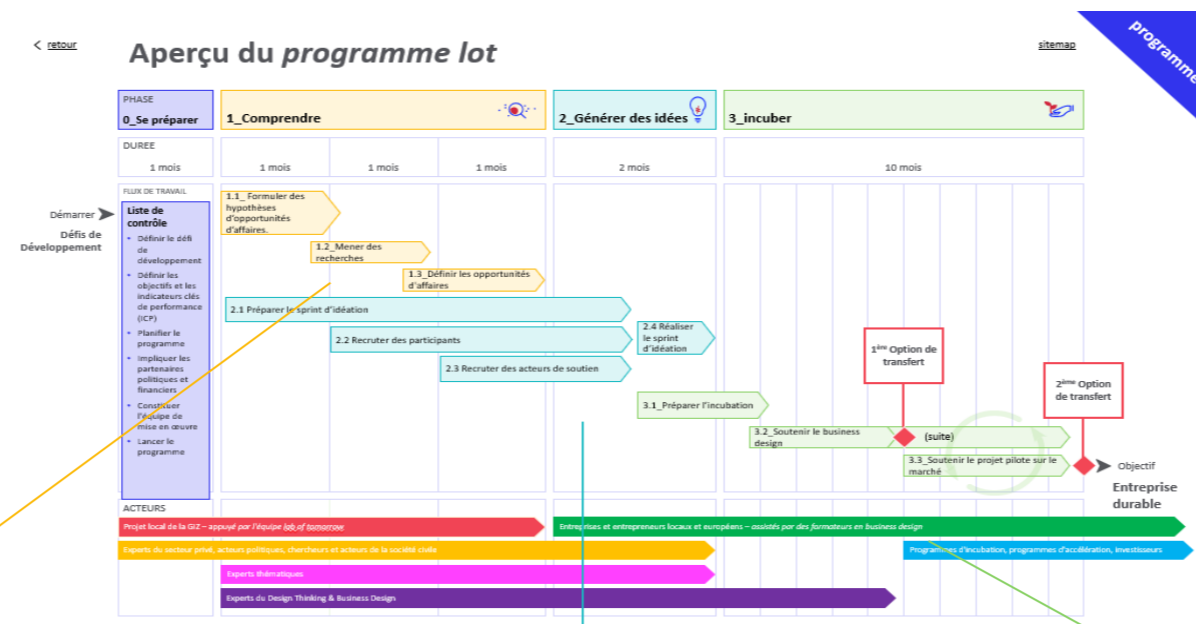 retour
Aperçu du programme lot
sitemap
programme
PHASE
0_Se préparer
1_Comprendre
2_Générer des idées
3_incuber
DUREE
1 mois
1 mois
1 mois
1 mois
2 mois
10 mois
FLUX DE TRAVAIL
Démarrer
Défis de
Développement
Liste de
contrôle
• Définir le défi
de
développement
• Définir les
objectifs et les
indicateurs clés
de performance
(ICP)
• Planifier le
programme
• Impliquer les
partenaires
politiques et
financiers
• Constituer
l'équipe de
mise en œuvre
• Lancer le
programme
1.1_ Formuler des
hypothèses
d'opportunités
d'affaires.
1.2_Mener des
recherches
1.3_Définir les opportunités
d'affaires
2.1 Préparer le sprint d'idéation
2.2 Recruter des participants
2.3 Recruter des acteurs de soutien
2.4 Réaliser
le sprint
d'idéation
3.1_Préparer l'incubation
3.2_Soutenir le business
design
(suite)
3.3_Soutenir le projet pilote sur le
marché
1ère Option de
transfert
2ème Option
de transfert
Objectif
Entreprise
durable
ACTEURS
Projet local de la GIZ – appuyé par l'équipe lab of tomorrow
Entreprises et entrepreneurs locaux et européens – assistés par des formateurs en business design
Experts du secteur privé, acteurs politiques, chercheurs et acteurs de la société civile
Programmes d'incubation, programmes d'accélération, investisseurs
Experts thématiques
Experts du Design Thinking & Business Design